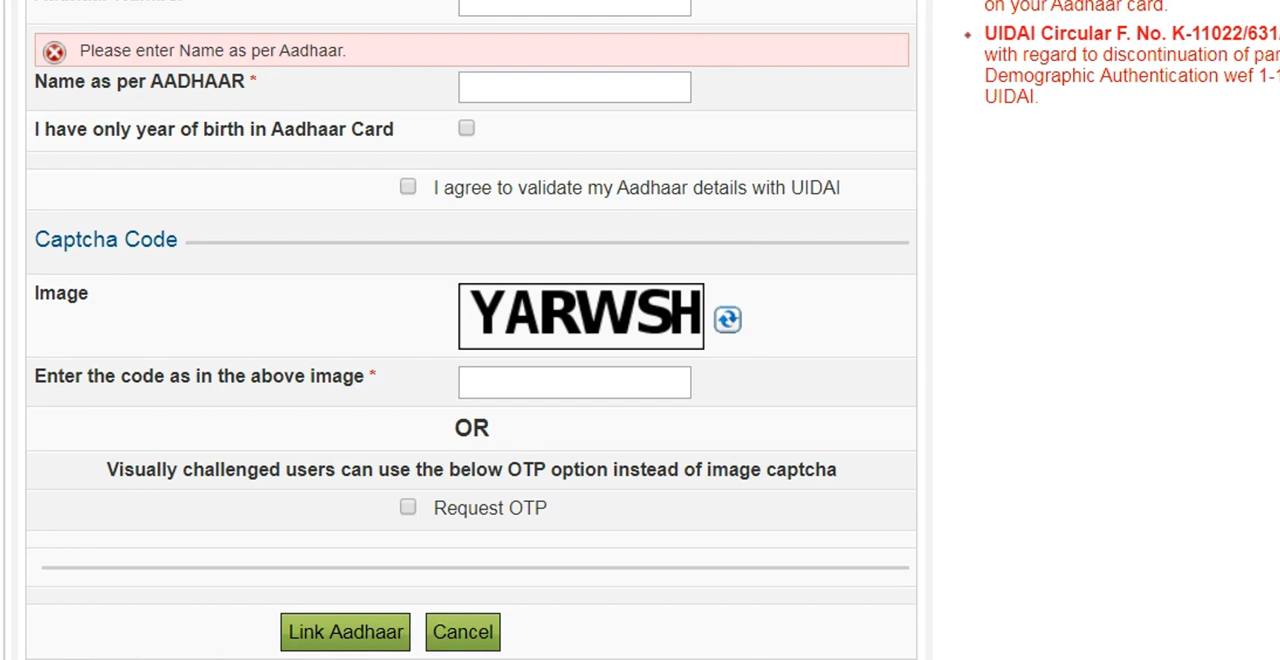 on your Aadhaar card.
Please enter Name as per Aadhaar.
Name as per AADHAAR *
I have only year of birth in Aadhaar Card
I agree to validate my Aadhaar details with UIDAI
Captcha Code
Image
YARWSH
Enter the code as in the above image *
OR
Visually challenged users can use the below OTP option instead of image captcha
Request OTP
Link Aadhaar
Cancel
UIDAI Circular F. No. K-11022/631
with regard to discontinuation of
Demographic Authentication wef 1-
UIDAI.